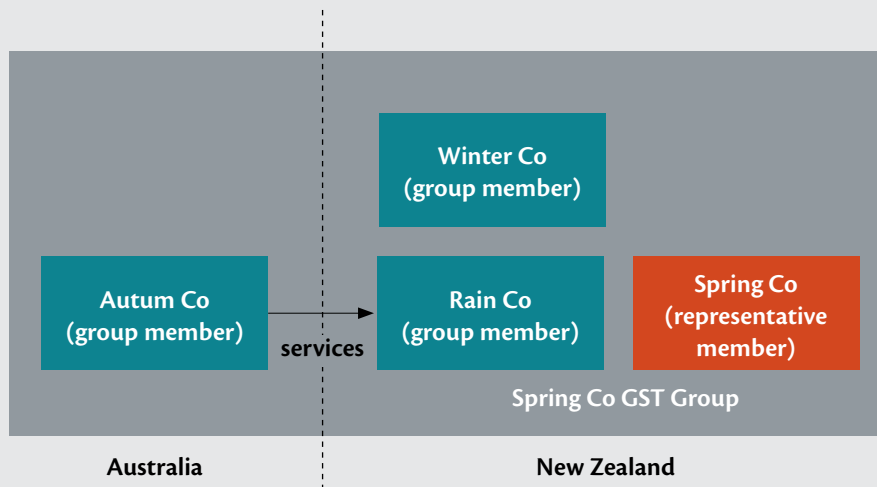 Winter Co
(group member)
Autum Co
(group member)
services
Rain Co
(group member)
Spring Co
(representative
member)
Spring Co GST Group
Australia
New Zealand